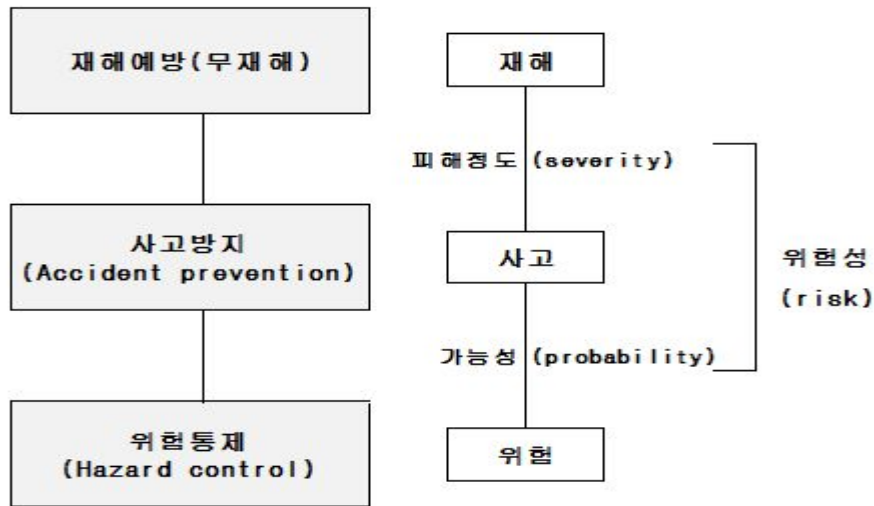 재해예방(무재해)
재해
피해정도 (severity)
사고방지
(Accident prevention)
사고
위험성
(risk)
가능성 (probability)
위험통제
(Hazard control)
위험